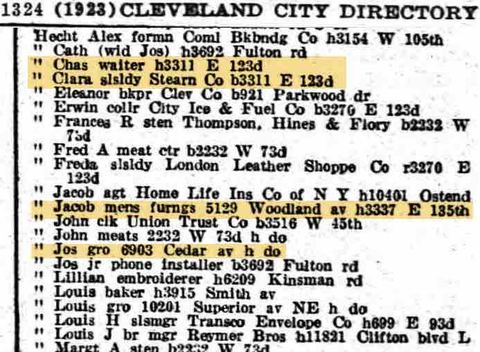 1324 (1923) CLEVELAND CITY DIRECTORY
Hecht Alex formn Coml Bkbndg Co h3154 W 105th
" Cath (wid Jos) h3692 Fulton rd
" Chas waiter h3311 E 123d
" Clara slsldy Stearn Co b3311 E 123d
" Eleanor bkpr Clev Co b921 Parkwood dr
" Erwin collr City Ice & Fuel Co b3270 E 123d
" Frances R sten Thompson, Hines & Flory b2232 W
73d
" Fred A meat ctr b2232 W 73d
" Freda slsldy London Leather Shoppe Co r3270 E
123d
" Jacob agt Home Life Ins Co of N Y h10401 Ostend
" Jacob mens furngs 5129 Woodland av h3337 E 135th
" John clk Union Trust Co b3516 W 45th
" John meats 2232 W 73d h do
" Jos gro 6903 Cedar av h do
" Jos jr phone installer b3692 Fulton rd
" Lillian embroiderer h6209 Kinsman rd
" Louis baker h3915 Smith av
" Louis gro 10201 Superior av NE h do
" Louis H slsmgr Transco Envelope Co h699 E 93d
" Louis J br mgr Reymer Bros h11821 Clifton blvd L
" Margt A sten b2232 W 73d